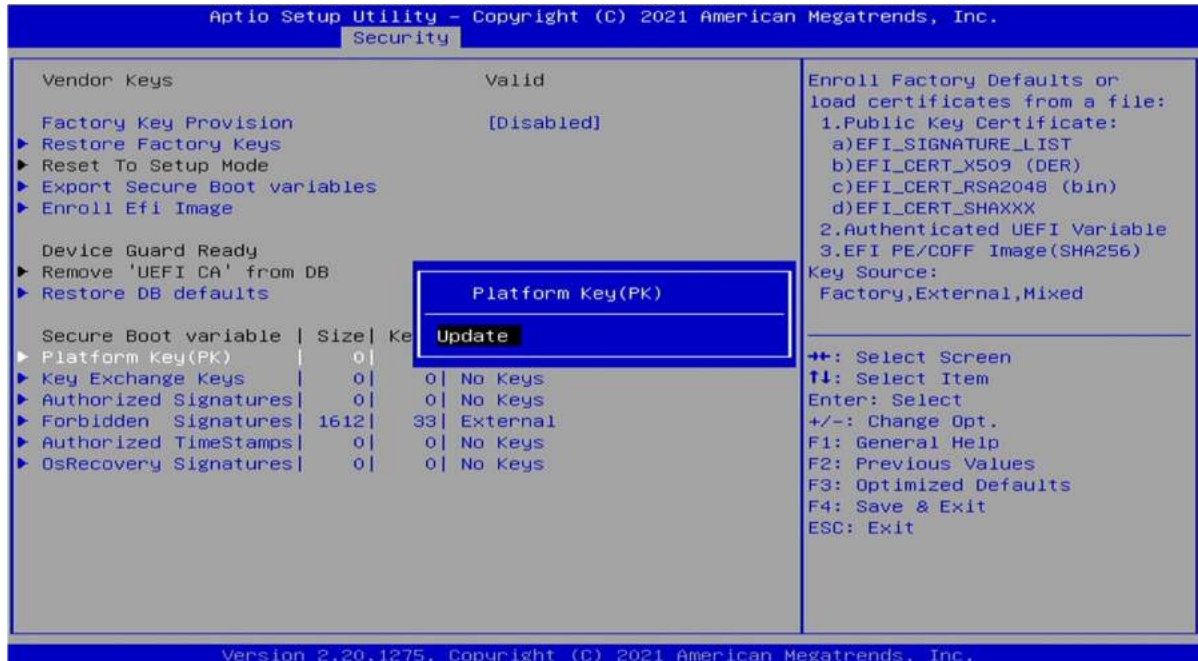 Aptio Setup Utility – Copyright (C) 2021 American Megatrends, Inc.
Security
Vendor Keys Valid
Factory Key Provision [Disabled]
► Restore Factory Keys
► Reset To Setup Mode
► Export Secure Boot variables
► Enroll Efi Image
Device Guard Ready
► Remove 'UEFI CA' from DB
► Restore DB defaults
Secure Boot variable | Size| Ke
► Platform Key(PK) | 0|
► Key Exchange Keys | 0| 0| No Keys
► Authorized Signatures| 0| 0| No Keys
► Forbidden Signatures| 1612| 33| External
► Authorized TimeStamps| 0| 0| No Keys
► OsRecovery Signatures| 0| 0| No Keys
Platform Key(PK)
Update
Enroll Factory Defaults or
load certificates from a file:
1.Public Key Certificate:
a)EFI_SIGNATURE_LIST
b)EFI_CERT_X509 (DER)
c)EFI_CERT_RSA2048 (bin)
d)EFI_CERT_SHAXXX
2.Authenticated UEFI Variable
3.EFI PE/COFF Image(SHA256)
Key Source:
Factory,External,Mixed
→←: Select Screen
↑↓: Select Item
Enter: Select
+/-: Change Opt.
F1: General Help
F2: Previous Values
F3: Optimized Defaults
F4: Save & Exit
ESC: Exit
Version 2.20.1275. Copyright (C) 2021 American Megatrends, Inc.